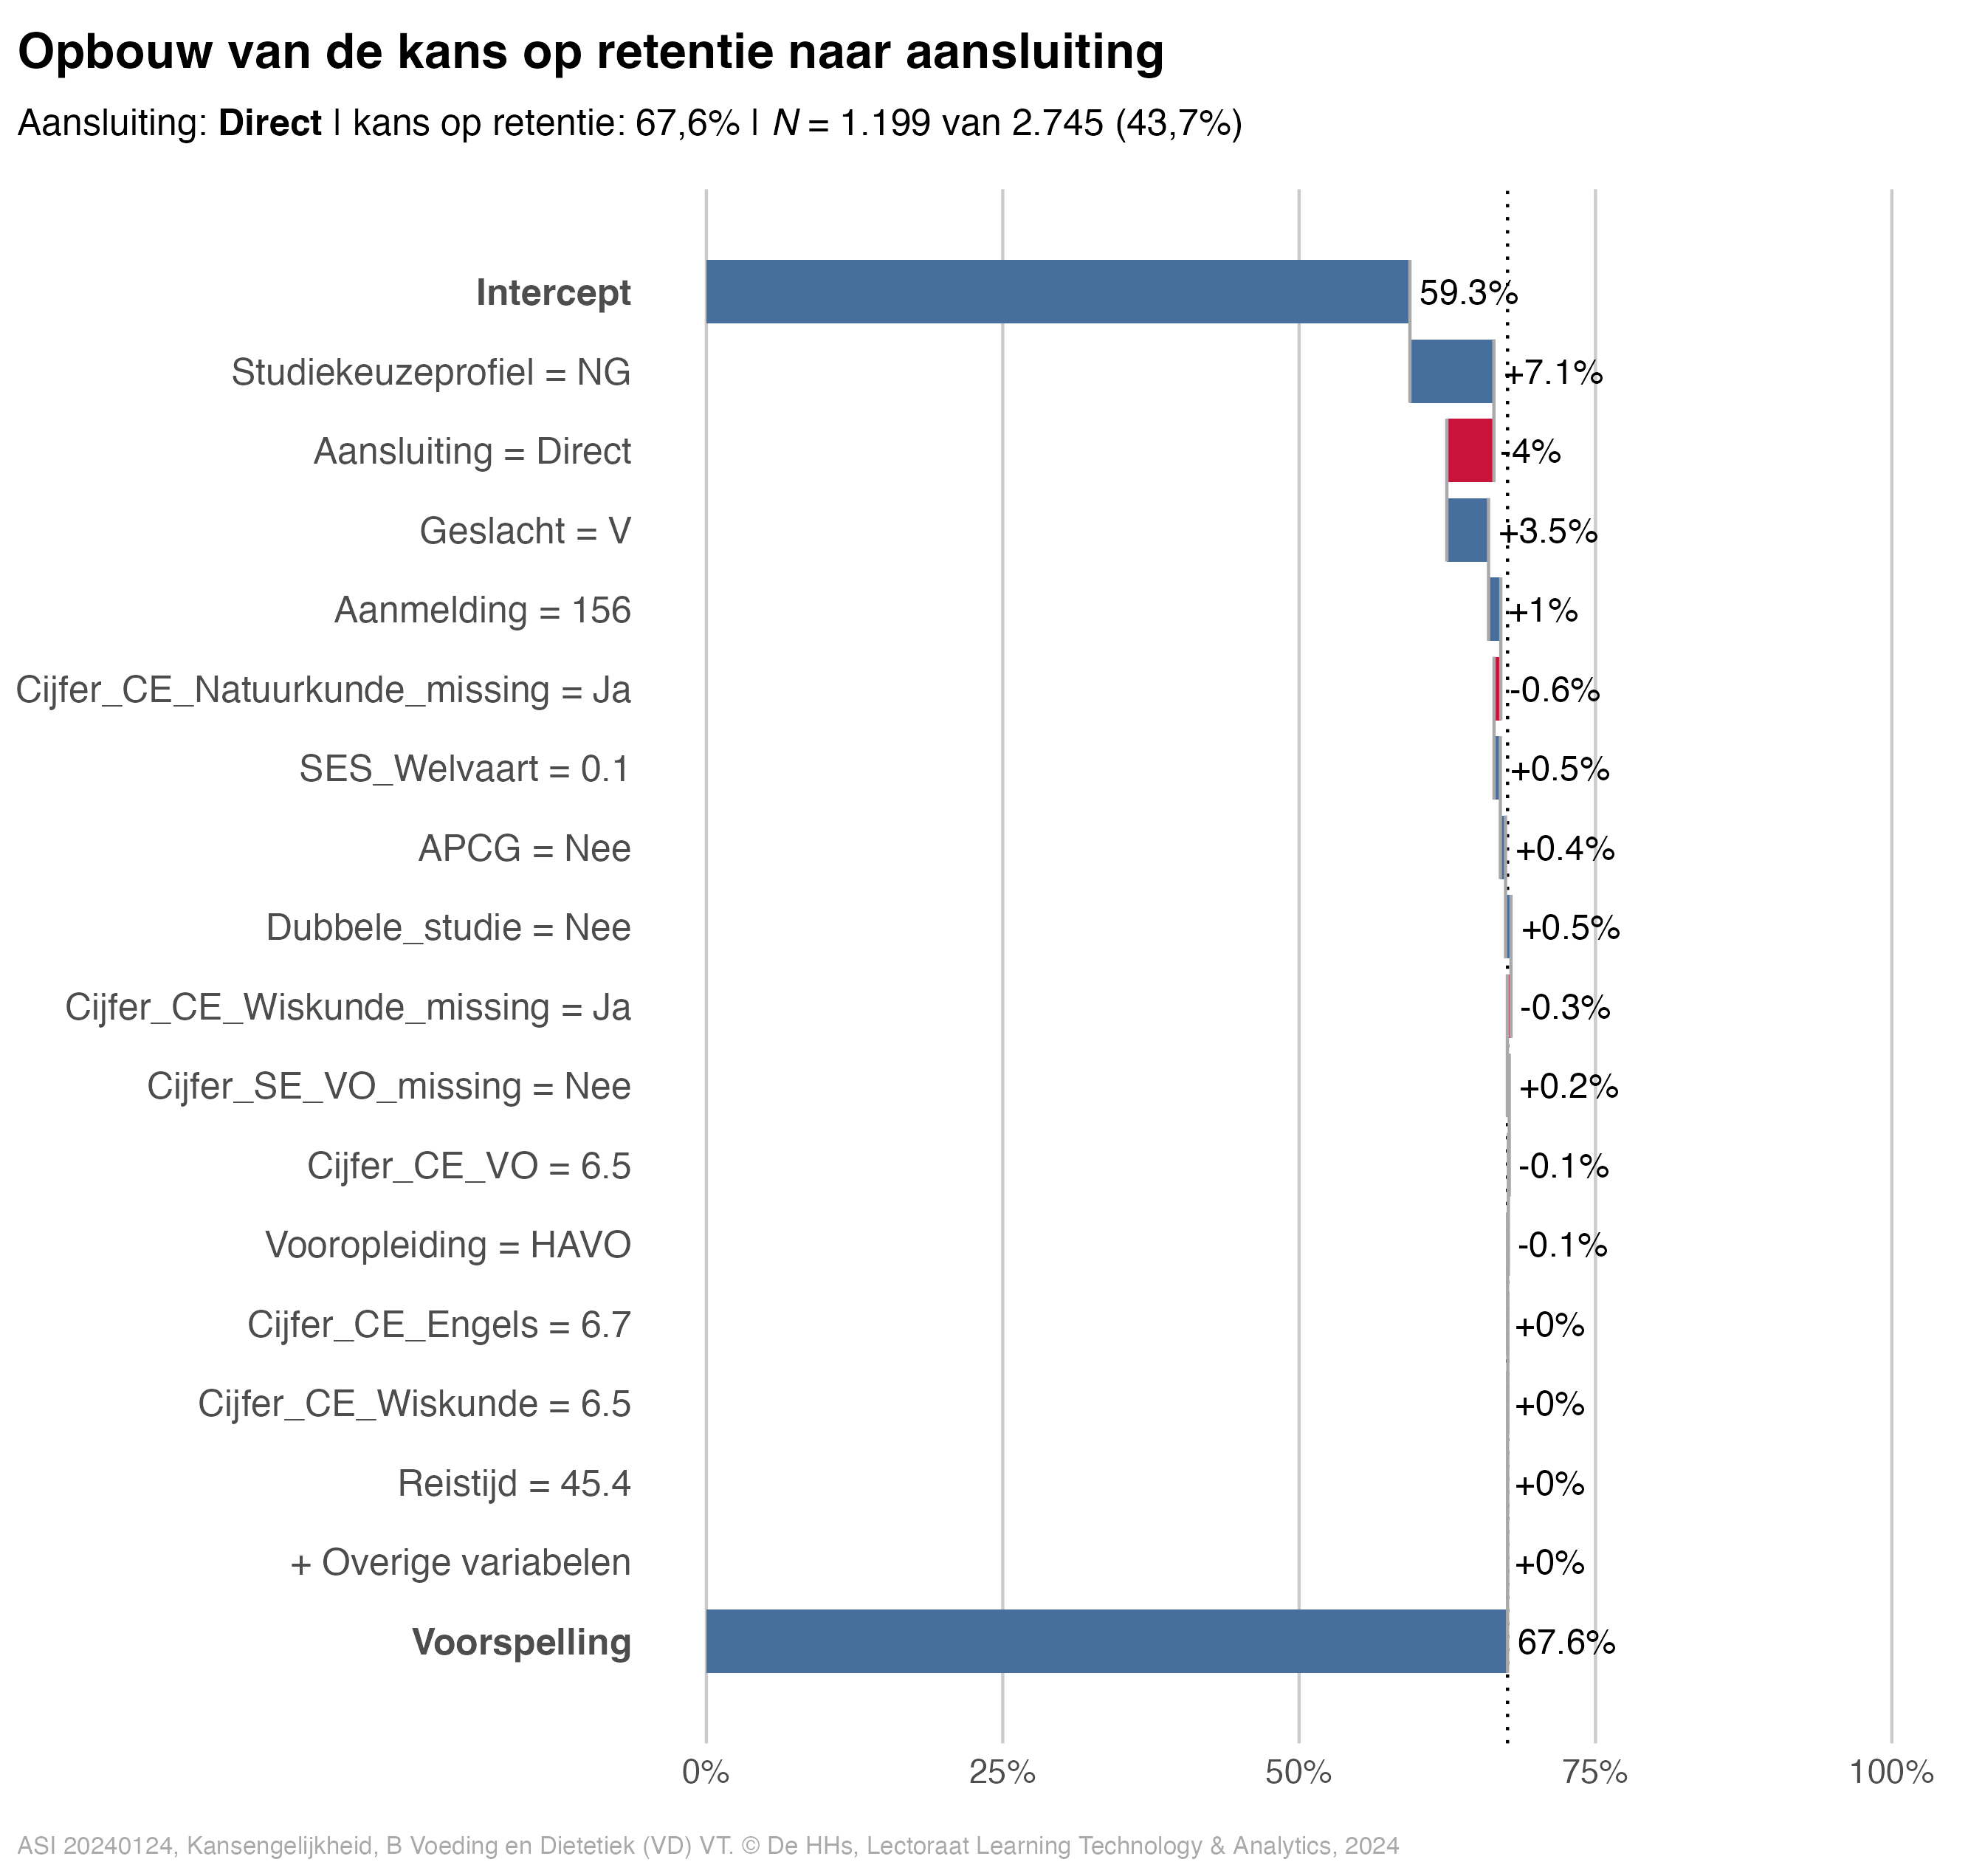 Opbouw van de kans op retentie naar aansluiting
Aansluiting: Direct | kans op retentie: 67,6% | N = 1.199 van 2.745 (43,7%)
Intercept 59.3%
Studiekeuzeprofiel = NG +7.1%
Aansluiting = Direct -4%
Geslacht = V +3.5%
Aanmelding = 156 +1%
Cijfer_CE_Natuurkunde_missing = Ja -0.6%
SES_Welvaart = 0.1 +0.5%
APCG = Nee +0.4%
Dubbele_studie = Nee +0.5%
Cijfer_CE_Wiskunde_missing = Ja -0.3%
Cijfer_SE_VO_missing = Nee +0.2%
Cijfer_CE_VO = 6.5 -0.1%
Vooropleiding = HAVO -0.1%
Cijfer_CE_Engels = 6.7 +0%
Cijfer_CE_Wiskunde = 6.5 +0%
Reistijd = 45.4 +0%
+ Overige variabelen +0%
Voorspelling 67.6%
0% 25% 50% 75% 100%
ASI 20240124, Kansengelijkheid, B Voeding en Dietetiek (VD) VT. © De HHs, Lectoraat Learning Technology & Analytics, 2024